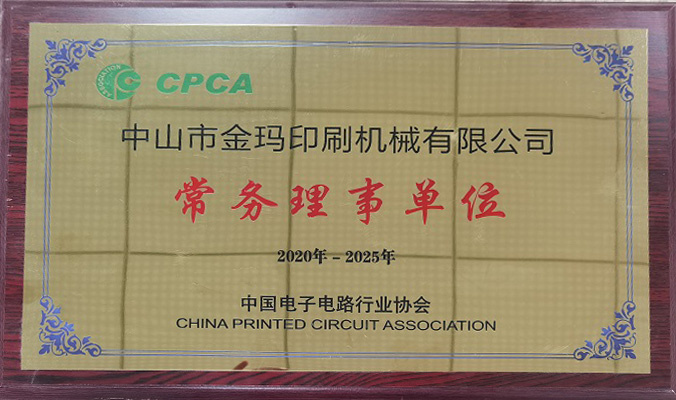 CPCA
中山市金玛印刷机械有限公司
常务理事单位
2020年－2025年
中国电子电路行业协会
CHINA PRINTED CIRCUIT ASSOCIATION